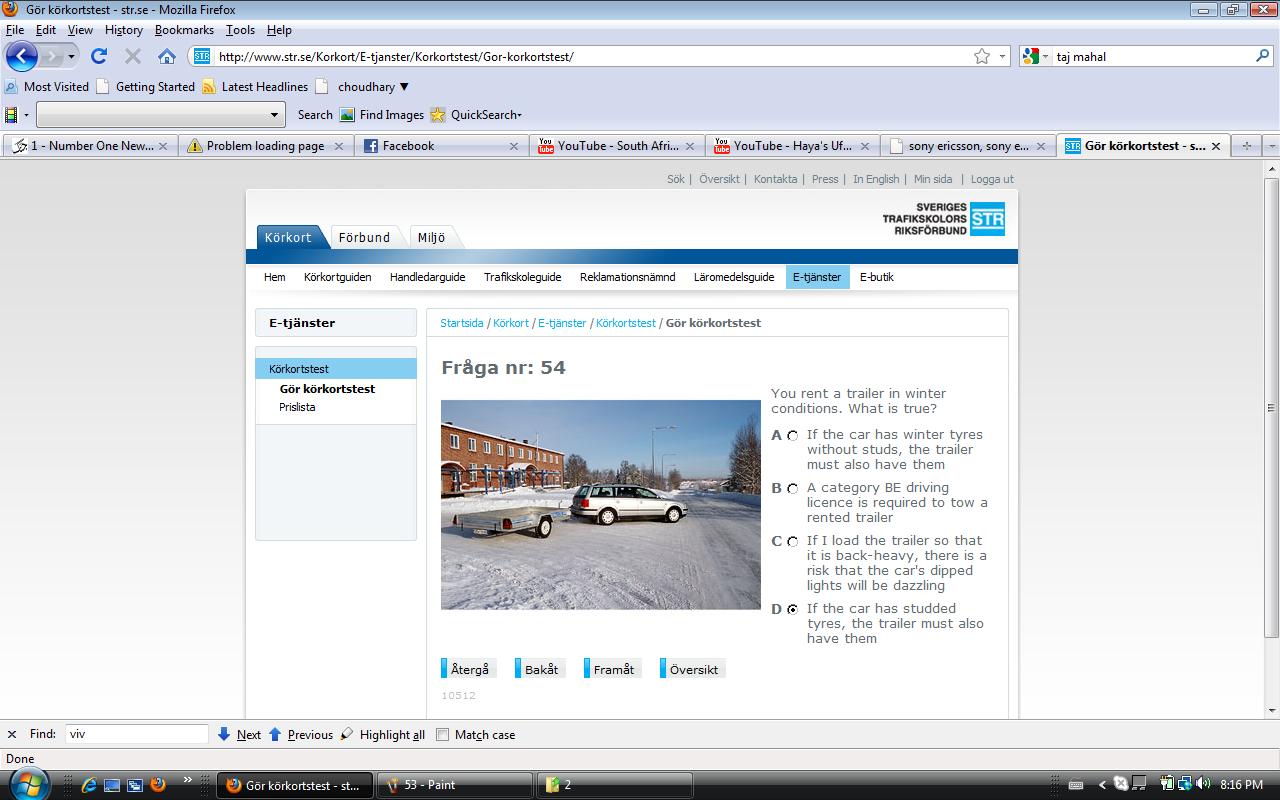 Gör körkortstest - str.se - Mozilla Firefox
File Edit View History Bookmarks Tools Help
STR http://www.str.se/Korkort/E-tjanster/Korkortstest/Gor-korkortstest/ taj mahal
Most Visited Getting Started Latest Headlines choudhary
Search Find Images QuickSearch
1 - Number One New... Problem loading page Facebook You Tube YouTube - South Afri... You Tube YouTube - Haya's Uf... sony ericsson, sony e... STR Gör körkortstest - s...
Sök | Översikt | Kontakta | Press | In English | Min sida | Logga ut
SVERIGES
TRAFIKSKOLORS STR
RIKSFÖRBUND
Körkort Förbund Miljö
Hem Körkortguiden Handledarguide Trafikskoleguide Reklamationsnämnd Läromedelsguide E-tjänster E-butik
E-tjänster
Startsida / Körkort / E-tjänster / Körkortstest / Gör körkortstest
Körkortstest
Gör körkortstest
Prislista
Fråga nr: 54
You rent a trailer in winter
conditions. What is true?
A If the car has winter tyres
without studs, the trailer
must also have them
B A category BE driving
licence is required to tow a
rented trailer
C If I load the trailer so that
it is back-heavy, there is a
risk that the car's dipped
lights will be dazzling
D If the car has studded
tyres, the trailer must also
have them
Återgå Bakåt Framåt Översikt
10512
Find: viv Next Previous Highlight all Match case
Done
Gör körkortstest - st... 53 - Paint 2 8:16 PM